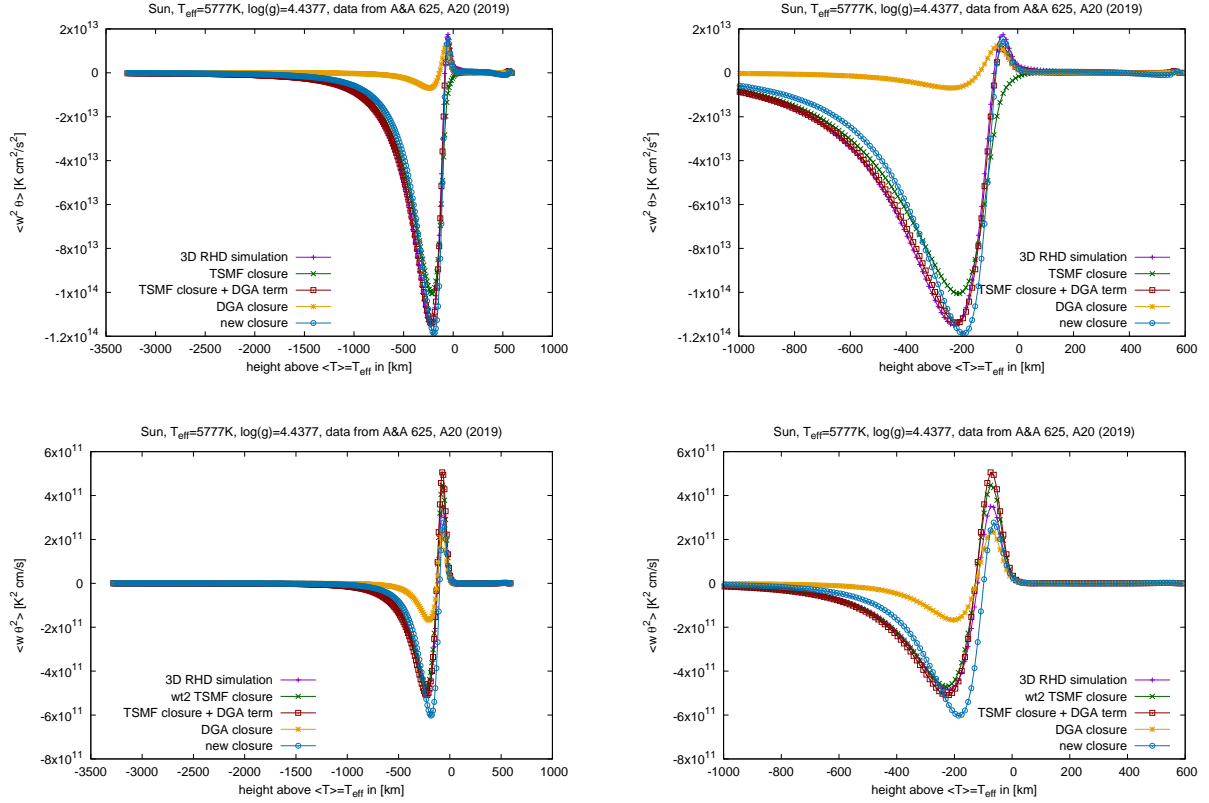 Sun, T_eff=5777K, log(g)=4.4377, data from A&A 625, A20 (2019)
2x10^13
0
-2x10^13
-4x10^13
-6x10^13
-8x10^13
-1x10^14
-1.2x10^14
<w^2 θ> [K cm^2/s^2]
3D RHD simulation
TSMF closure
TSMF closure + DGA term
DGA closure
new closure
-3500 -3000 -2500 -2000 -1500 -1000 -500 0 500 1000
height above <T>=T_eff in [km]
Sun, T_eff=5777K, log(g)=4.4377, data from A&A 625, A20 (2019)
2x10^13
0
-2x10^13
-4x10^13
-6x10^13
-8x10^13
-1x10^14
-1.2x10^14
<w^2 θ> [K cm^2/s^2]
3D RHD simulation
TSMF closure
TSMF closure + DGA term
DGA closure
new closure
-1000 -800 -600 -400 -200 0 200 400 600
height above <T>=T_eff in [km]
Sun, T_eff=5777K, log(g)=4.4377, data from A&A 625, A20 (2019)
6x10^11
4x10^11
2x10^11
0
-2x10^11
-4x10^11
-6x10^11
-8x10^11
<w θ^2> [K^2 cm/s]
3D RHD simulation
wt2 TSMF closure
TSMF closure + DGA term
DGA closure
new closure
-3500 -3000 -2500 -2000 -1500 -1000 -500 0 500 1000
height above <T>=T_eff in [km]
Sun, T_eff=5777K, log(g)=4.4377, data from A&A 625, A20 (2019)
6x10^11
4x10^11
2x10^11
0
-2x10^11
-4x10^11
-6x10^11
-8x10^11
<w θ^2> [K^2 cm/s]
3D RHD simulation
wt2 TSMF closure
TSMF closure + DGA term
DGA closure
new closure
-1000 -800 -600 -400 -200 0 200 400 600
height above <T>=T_eff in [km]